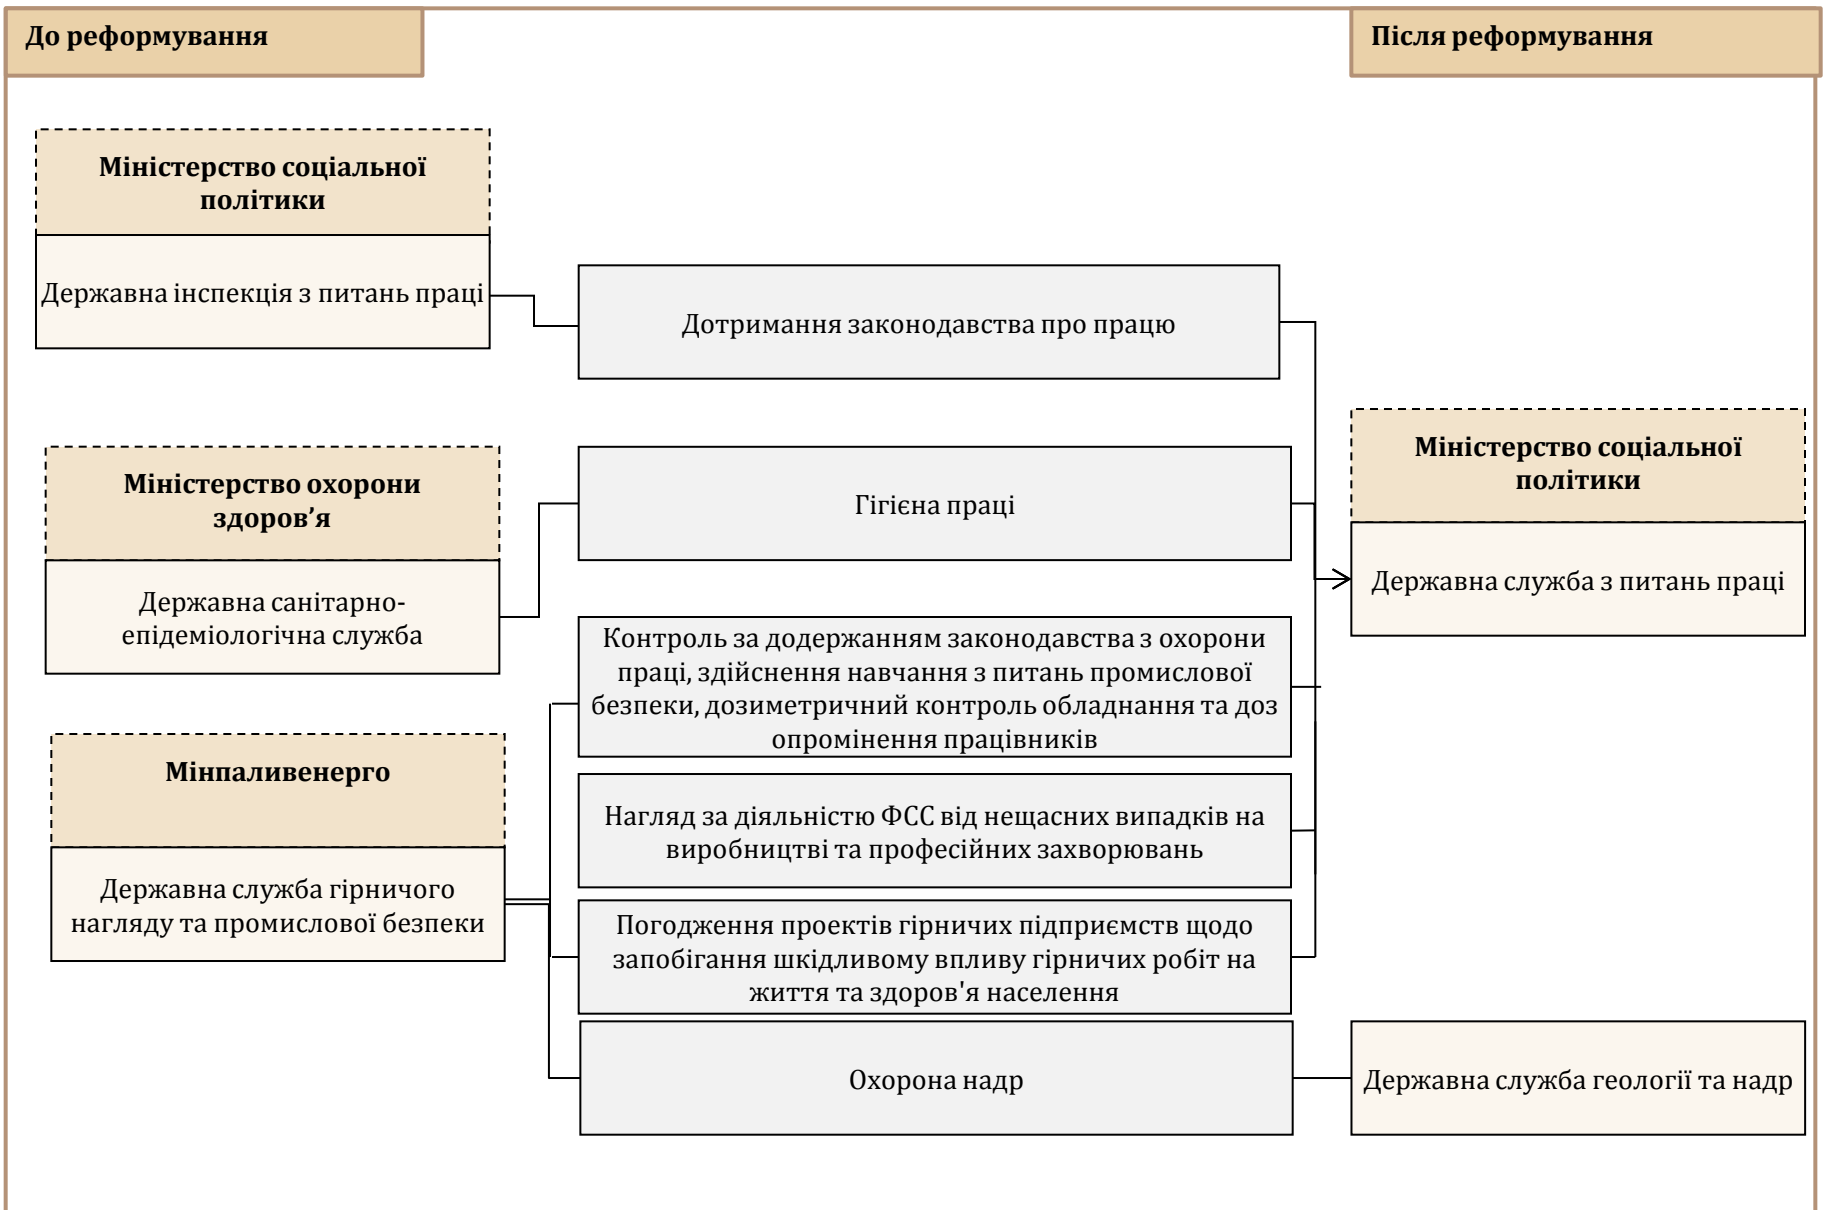 До реформування
Після реформування
Міністерство соціальної
політики
Державна інспекція з питань праці
Дотримання законодавства про працю
Міністерство охорони
здоров’я
Державна санітарно-
епідеміологічна служба
Гігієна праці
Міністерство соціальної
політики
Державна служба з питань праці
Контроль за додержанням законодавства з охорони
праці, здійснення навчання з питань промислової
безпеки, дозиметричний контроль обладнання та доз
опромінення працівників
Мінпаливенерго
Державна служба гірничого
нагляду та промислової безпеки
Нагляд за діяльністю ФСС від нещасних випадків на
виробництві та професійних захворювань
Погодження проектів гірничих підприємств щодо
запобігання шкідливому впливу гірничих робіт на
життя та здоров'я населення
Охорона надр
Державна служба геології та надр